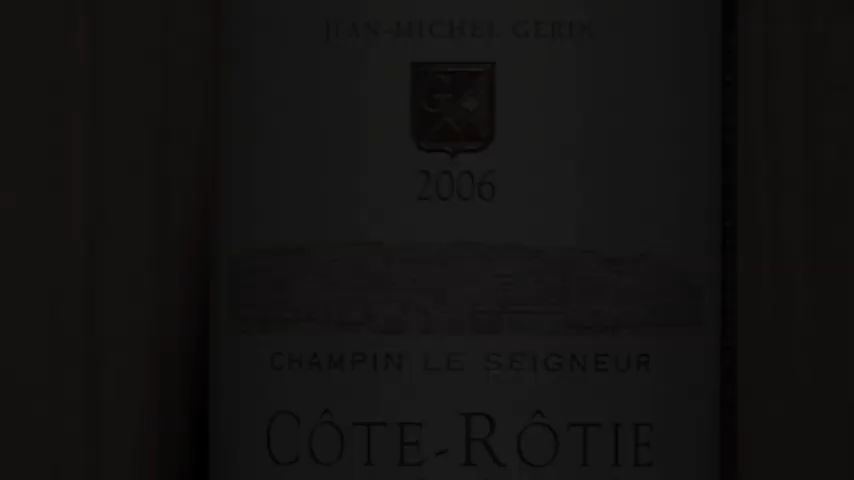 JEAN-MICHEL GERIN
2006
CHAMPIN LE SEIGNEUR
CÔTE-RÔTIE